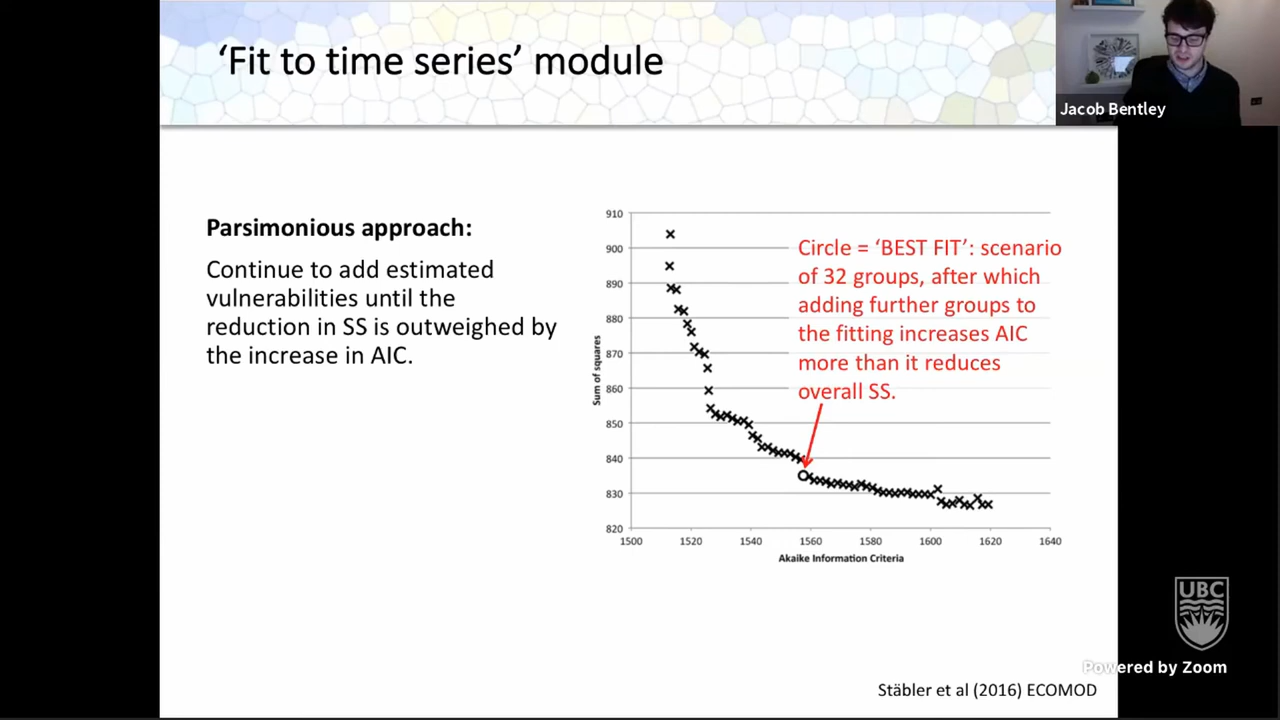 ‘Fit to time series’ module
Jacob Bentley
Parsimonious approach:
Continue to add estimated
vulnerabilities until the
reduction in SS is outweighed by
the increase in AIC.
Circle = ‘BEST FIT’: scenario
of 32 groups, after which
adding further groups to
the fitting increases AIC
more than it reduces
overall SS.
Sum of squares
910
900
890
880
870
860
850
840
830
820
1500 1520 1540 1560 1580 1600 1620 1640
Akaike Information Criteria
UBC
Powered by Zoom
Stäbler et al (2016) ECOMOD